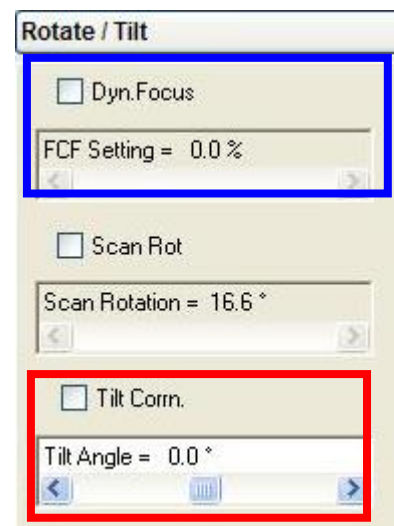 Rotate / Tilt
Dyn.Focus
FCF Setting = 0.0 %
Scan Rot
Scan Rotation = 16.6 °
Tilt Corrn.
Tilt Angle = 0.0 °